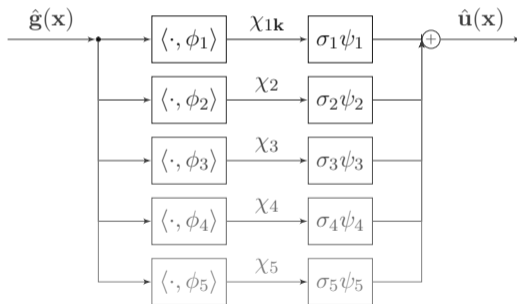 ĝ(x) ⟨·, ϕ₁⟩ χ₁ₖ σ₁ψ₁ + û(x)
⟨·, ϕ₂⟩ χ₂ σ₂ψ₂
⟨·, ϕ₃⟩ χ₃ σ₃ψ₃
⟨·, ϕ₄⟩ χ₄ σ₄ψ₄
⟨·, ϕ₅⟩ χ₅ σ₅ψ₅